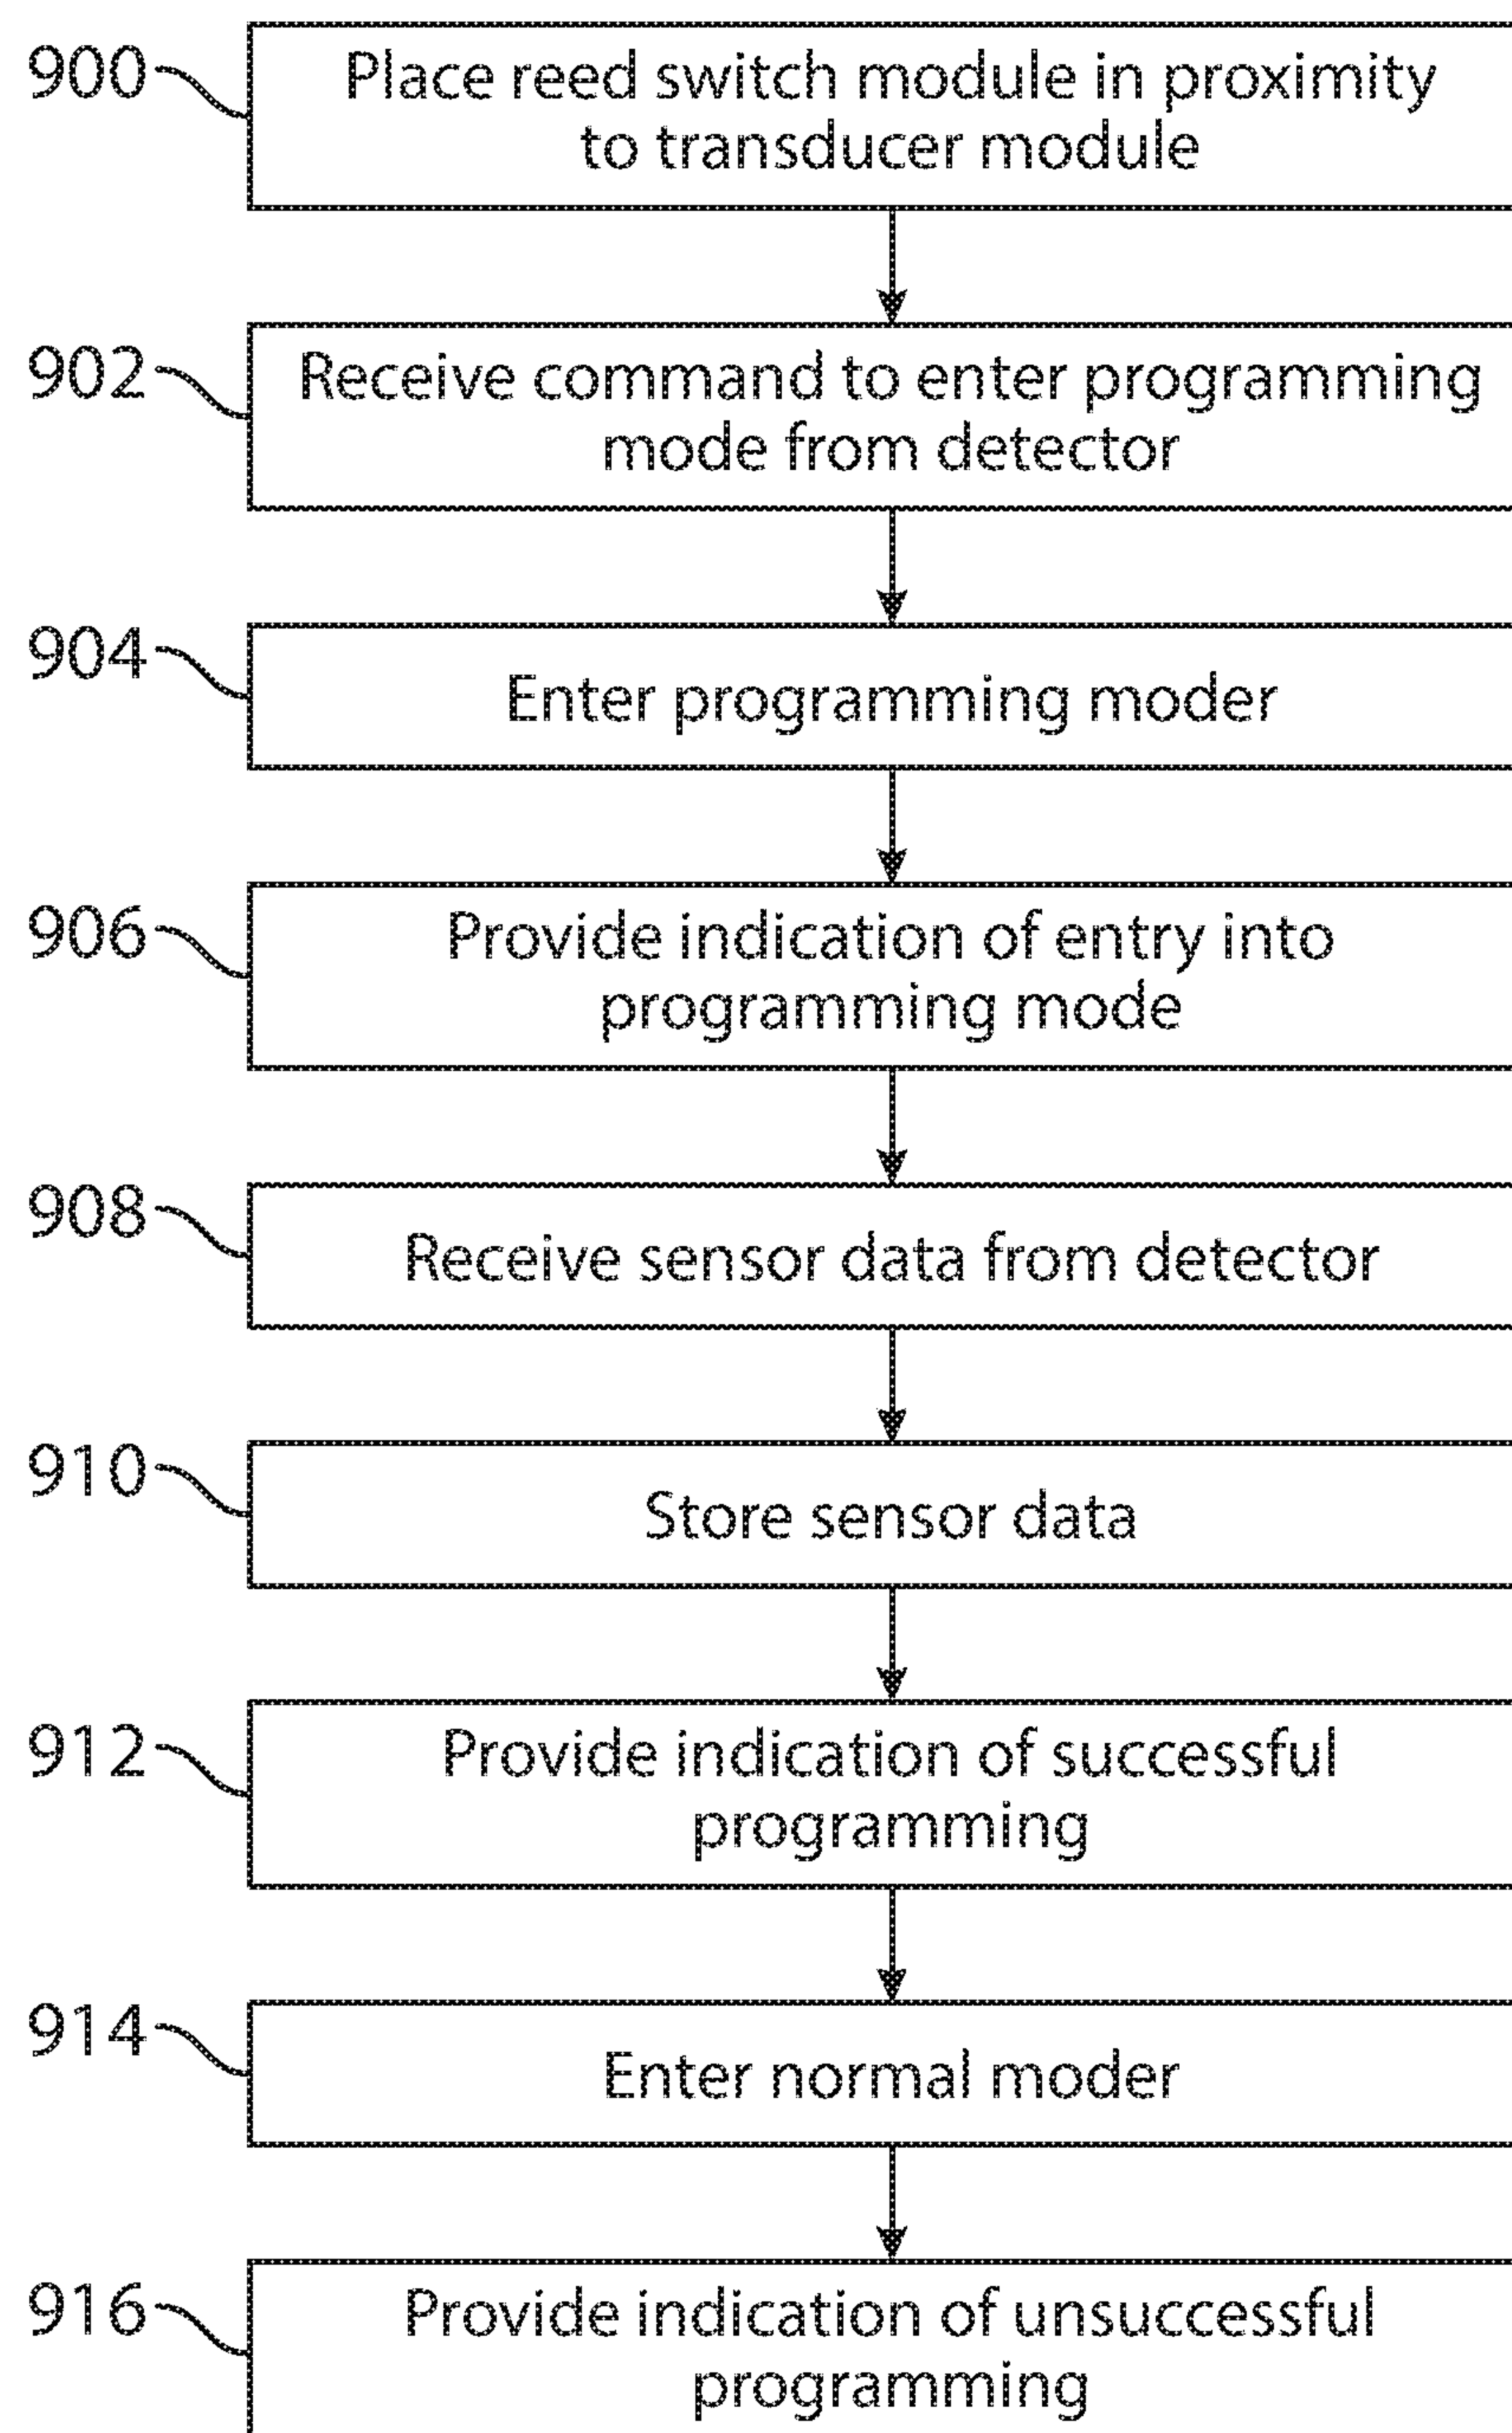 900
Place reed switch module in proximity
to transducer module
902
Receive command to enter programming
mode from detector
904
Enter programming moder
906
Provide indication of entry into
programming mode
908
Receive sensor data from detector
910
Store sensor data
912
Provide indication of successful
programming
914
Enter normal moder
916
Provide indication of unsuccessful
programming